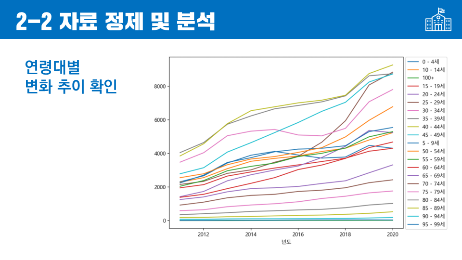 2-2 자료 정제 및 분석
연령대별
변화 추이 확인
8000
6000
4000
2000
0
2012
2014
2016
2018
2020
년도
0 - 4세
10 - 14세
100+
15 - 19세
20 - 24세
25 - 29세
30 - 34세
35 - 39세
40 - 44세
45 - 49세
5 - 9세
50 - 54세
55 - 59세
60 - 64세
65 - 69세
70 - 74세
75 - 79세
80 - 84세
85 - 89세
90 - 94세
95 - 99세